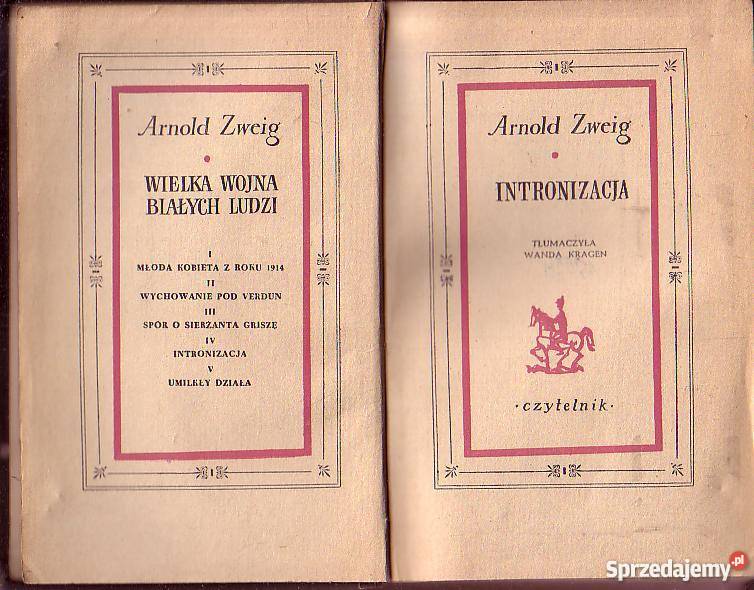 Arnold Zweig
WIELKA WOJNA
BIAŁYCH LUDZI
I
MŁODA KOBIETA Z ROKU 1914
II
WYCHOWANIE POD VERDUN
III
SPÓR O SIERŻANTA GRISZĘ
IV
INTRONIZACJA
V
UMILKŁY DZIAŁA
Arnold Zweig
INTRONIZACJA
TŁUMACZYŁA
WANDA KRAGEN
·czytelnik·
Sprzedajemy.pl